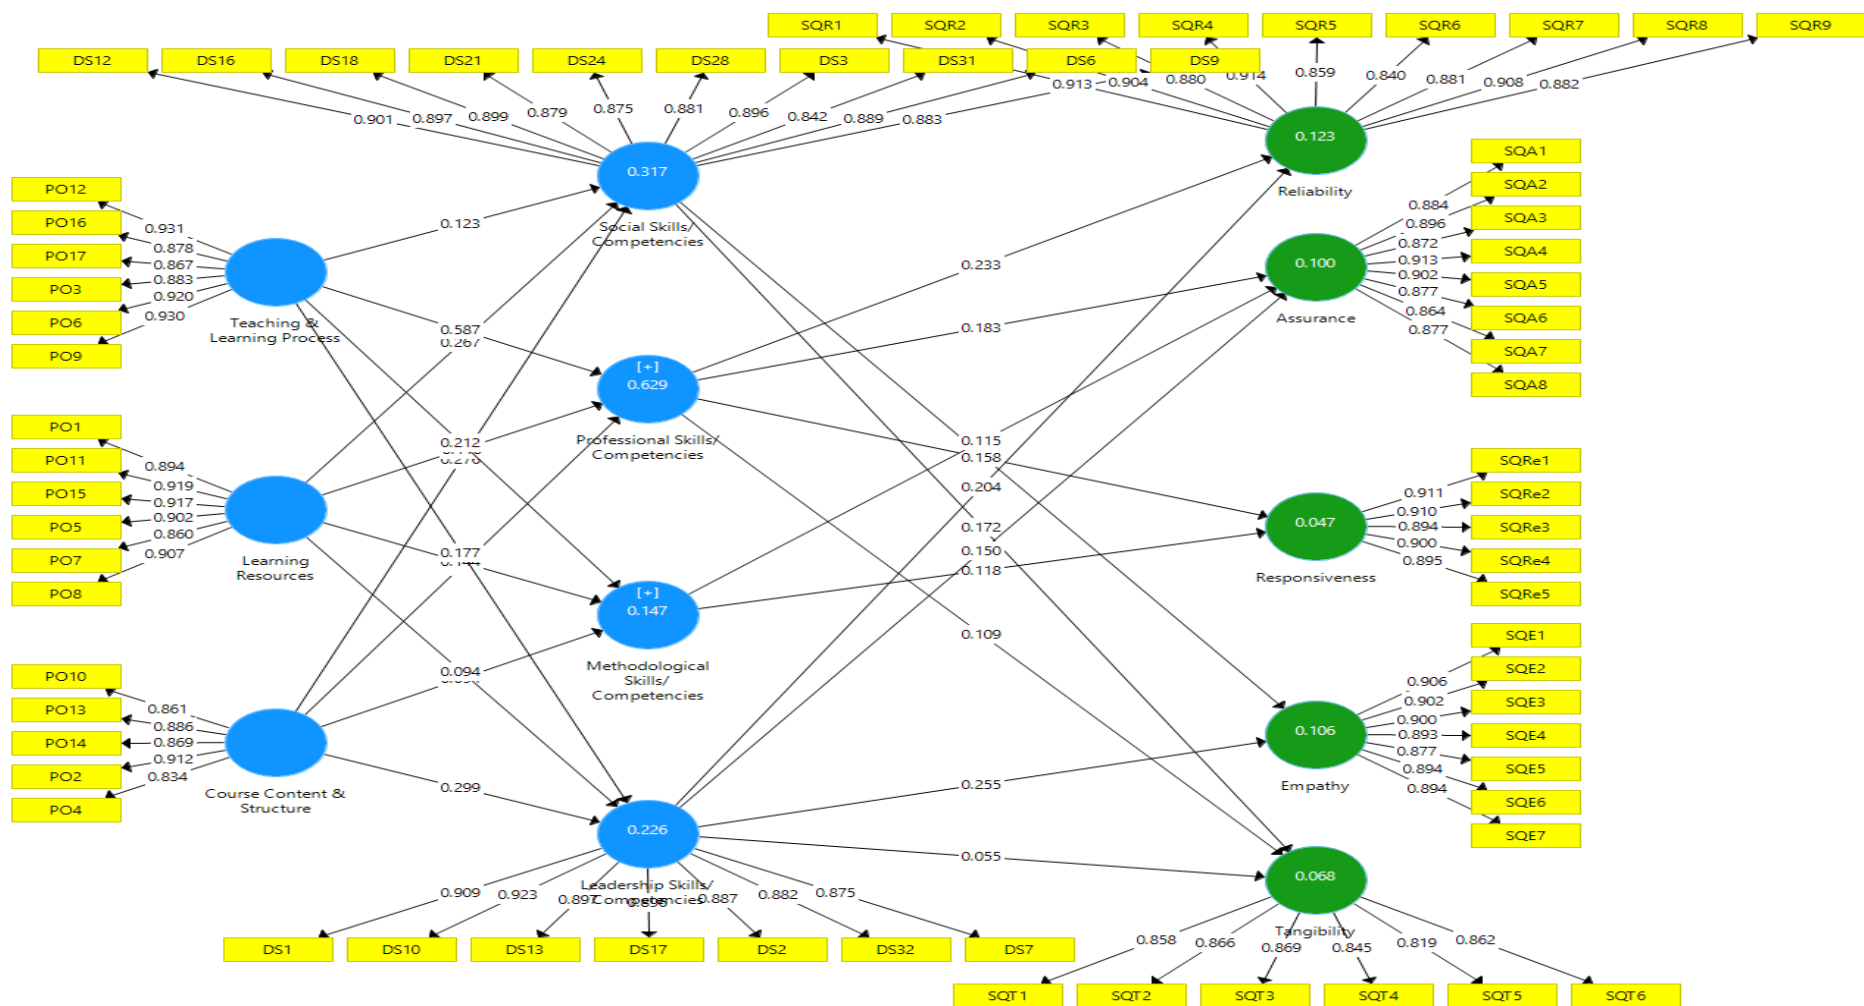 SQR1 SQR2 SQR3 SQR4 SQR5 SQR6 SQR7 SQR8 SQR9
DS12 DS16 DS18 DS21 DS24 DS28 DS3 DS31 DS6 DS9
0.901 0.897 0.899 0.879 0.875 0.881 0.896 0.842 0.889 0.883
0.913 0.904 0.880 0.914 0.859 0.840 0.881 0.908 0.882
0.317
Social Skills/
Competencies
0.123
Reliability
PO12
PO16
PO17
PO3
PO6
PO9
0.931
0.878
0.867
0.883
0.920
0.930
Teaching &
Learning Process
0.123
0.587
0.267
[+]
0.629
Professional Skills/
Competencies
0.233
0.183
0.100
Assurance
SQA1
SQA2
SQA3
SQA4
SQA5
SQA6
SQA7
SQA8
0.884
0.896
0.872
0.913
0.902
0.877
0.864
0.877
PO1
PO11
PO15
PO5
PO7
PO8
0.894
0.919
0.917
0.902
0.860
0.907
Learning
Resources
0.212
0.177
[+]
0.147
Methodological
Skills/
Competencies
0.115
0.158
0.204
0.172
0.150
0.118
0.109
0.047
Responsiveness
SQRe1
SQRe2
SQRe3
SQRe4
SQRe5
0.911
0.910
0.894
0.900
0.895
PO10
PO13
PO14
PO2
PO4
0.861
0.886
0.869
0.912
0.834
Course Content &
Structure
0.094
0.299
0.226
Leadership Skills/
Competencies
0.255
0.055
0.106
Empathy
SQE1
SQE2
SQE3
SQE4
SQE5
SQE6
SQE7
0.906
0.902
0.900
0.893
0.877
0.894
0.894
0.909 0.923 0.897 0.887 0.882 0.875
DS1 DS10 DS13 DS17 DS2 DS32 DS7
0.068
Tangibility
0.858 0.866 0.869 0.845 0.819 0.862
SQT1 SQT2 SQT3 SQT4 SQT5 SQT6